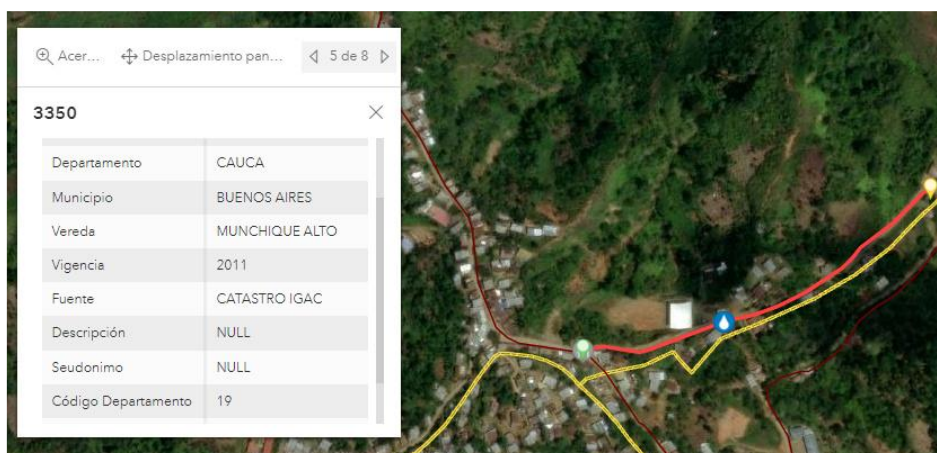 Acer... Desplazamiento pan... 5 de 8
3350
Departamento CAUCA
Municipio BUENOS AIRES
Vereda MUNCHIQUE ALTO
Vigencia 2011
Fuente CATASTRO IGAC
Descripción NULL
Seudonimo NULL
Código Departamento 19